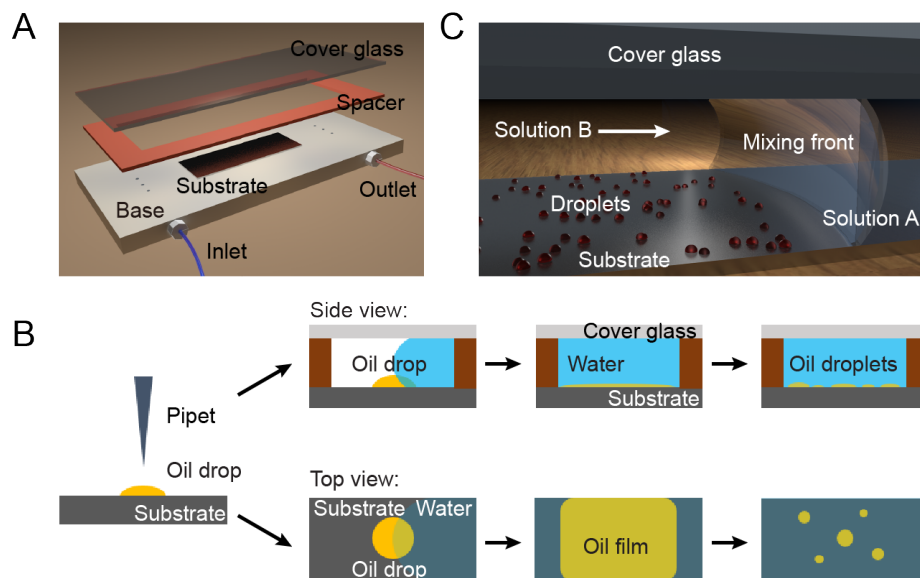 A
Cover glass
Spacer
Substrate
Outlet
Base
Inlet
C
Cover glass
Solution B
Mixing front
Droplets
Solution A
Substrate
B
Side view:
Cover glass
Oil drop
Water
Oil droplets
Substrate
Pipet
Oil drop
Substrate
Top view:
Substrate Water
Oil film
Oil drop